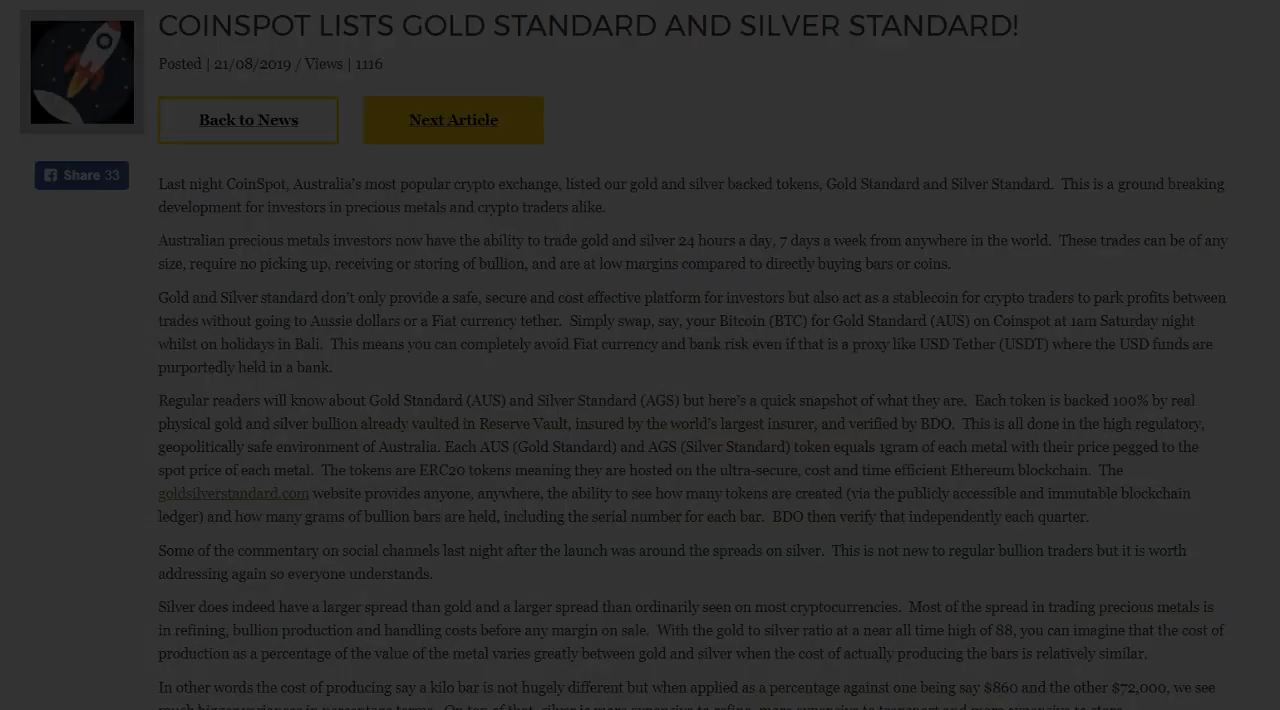 COINSPOT LISTS GOLD STANDARD AND SILVER STANDARD!
Posted | 21/08/2019 / Views | 1116
Back to News
Next Article
Share 33
Last night CoinSpot, Australia's most popular crypto exchange, listed our gold and silver backed tokens, Gold Standard and Silver Standard. This is a ground breaking
development for investors in precious metals and crypto traders alike.
Australian precious metals investors now have the ability to trade gold and silver 24 hours a day, 7 days a week from anywhere in the world. These trades can be of any
size, require no picking up, receiving or storing of bullion, and are at low margins compared to directly buying bars or coins.
Gold and Silver standard don't only provide a safe, secure and cost effective platform for investors but also act as a stablecoin for crypto traders to park profits between
trades without going to Aussie dollars or a Fiat currency tether. Simply swap, say, your Bitcoin (BTC) for Gold Standard (AUS) on Coinspot at 1am Saturday night
whilst on holidays in Bali. This means you can completely avoid Fiat currency and bank risk even if that is a proxy like USD Tether (USDT) where the USD funds are
purportedly held in a bank.
Regular readers will know about Gold Standard (AUS) and Silver Standard (AGS) but here's a quick snapshot of what they are. Each token is backed 100% by real
physical gold and silver bullion already vaulted in Reserve Vault, insured by the world's largest insurer, and verified by BDO. This is all done in the high regulatory,
geopolitically safe environment of Australia. Each AUS (Gold Standard) and AGS (Silver Standard) token equals 1gram of each metal with their price pegged to the
spot price of each metal. The tokens are ERC20 tokens meaning they are hosted on the ultra-secure, cost and time efficient Ethereum blockchain. The
goldsilverstandard.com website provides anyone, anywhere, the ability to see how many tokens are created (via the publicly accessible and immutable blockchain
ledger) and how many grams of bullion bars are held, including the serial number for each bar. BDO then verify that independently each quarter.
Some of the commentary on social channels last night after the launch was around the spreads on silver. This is not new to regular bullion traders but it is worth
addressing again so everyone understands.
Silver does indeed have a larger spread than gold and a larger spread than ordinarily seen on most cryptocurrencies. Most of the spread in trading precious metals is
in refining, bullion production and handling costs before any margin on sale. With the gold to silver ratio at a near all time high of 88, you can imagine that the cost of
production as a percentage of the value of the metal varies greatly between gold and silver when the cost of actually producing the bars is relatively similar.
In other words the cost of producing say a kilo bar is not hugely different but when applied as a percentage against one being say $860 and the other $72,000, we see